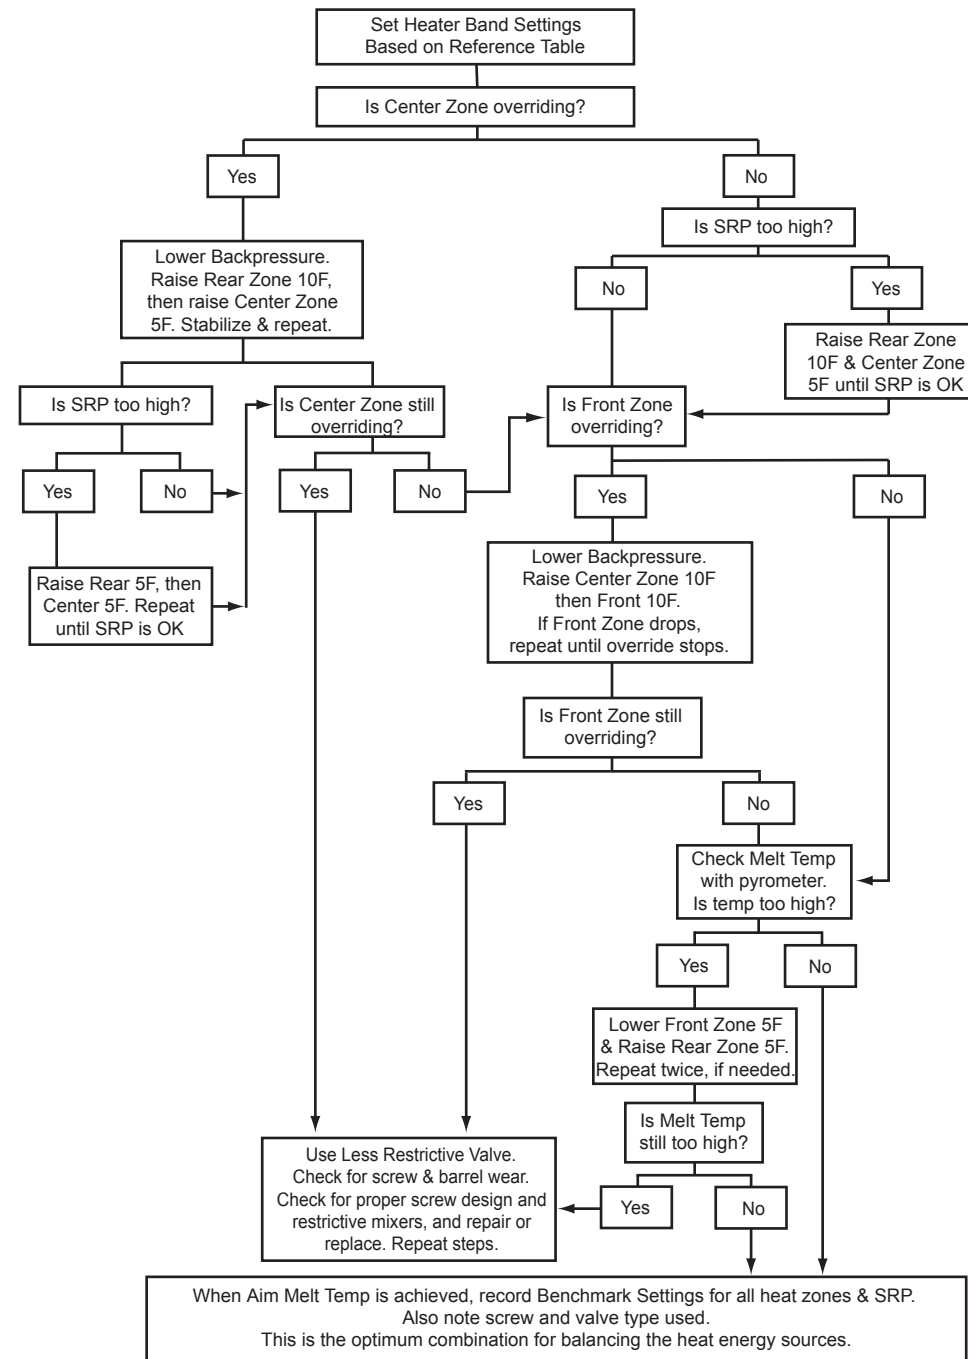 Set Heater Band Settings
Based on Reference Table
Is Center Zone overriding?
Yes
No
Is SRP too high?
Lower Backpressure.
Raise Rear Zone 10F,
then raise Center Zone
5F. Stabilize & repeat.
No
Yes
Raise Rear Zone
10F & Center Zone
5F until SRP is OK
Is SRP too high?
Is Center Zone still
overriding?
Is Front Zone
overriding?
Yes
No
Yes
No
Yes
No
Lower Backpressure.
Raise Center Zone 10F
then Front 10F.
If Front Zone drops,
repeat until override stops.
Raise Rear 5F, then
Center 5F. Repeat
until SRP is OK
Is Front Zone still
overriding?
Yes
No
Check Melt Temp
with pyrometer.
Is temp too high?
Yes
No
Lower Front Zone 5F
& Raise Rear Zone 5F.
Repeat twice, if needed.
Is Melt Temp
still too high?
Use Less Restrictive Valve.
Check for screw & barrel wear.
Check for proper screw design and
restrictive mixers, and repair or
replace. Repeat steps.
Yes
No
When Aim Melt Temp is achieved, record Benchmark Settings for all heat zones & SRP.
Also note screw and valve type used.
This is the optimum combination for balancing the heat energy sources.